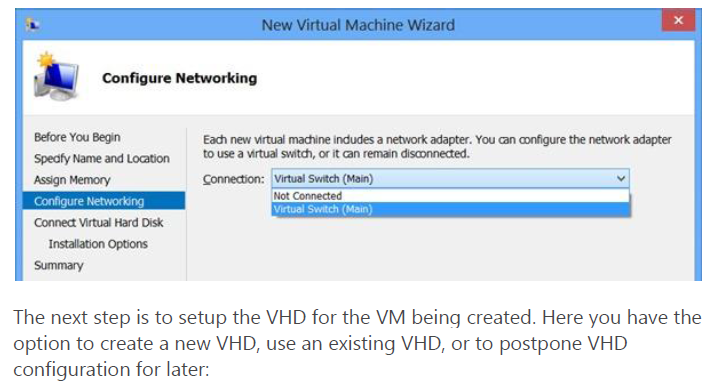 New Virtual Machine Wizard
Configure Networking
Before You Begin
Specify Name and Location
Assign Memory
Configure Networking
Connect Virtual Hard Disk
Installation Options
Summary
Each new virtual machine includes a network adapter. You can configure the network adapter
to use a virtual switch, or it can remain disconnected.
Connection: Virtual Switch (Main)
Not Connected
Virtual Switch (Main)
The next step is to setup the VHD for the VM being created. Here you have the
option to create a new VHD, use an existing VHD, or to postpone VHD
configuration for later: